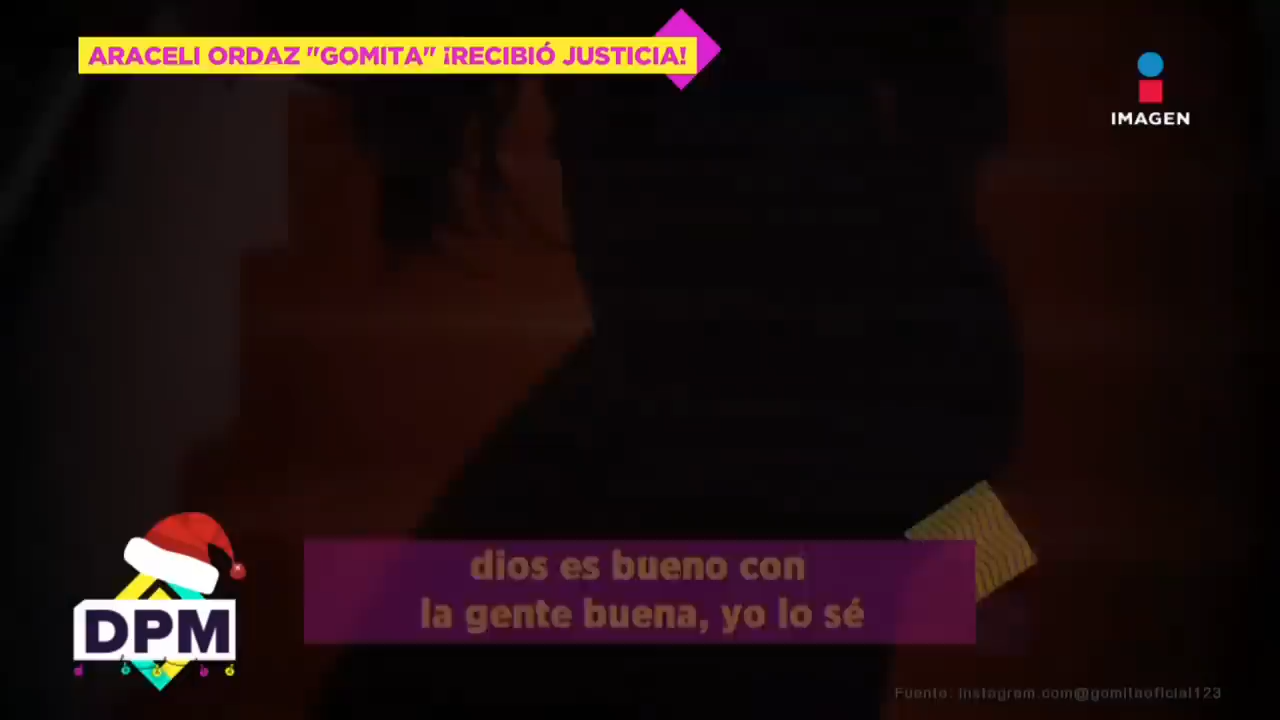 ARACELI ORDAZ "GOMITA" ¡RECIBIÓ JUSTICIA!
IMAGEN
dios es bueno con
la gente buena, yo lo sé
DPM
Fuente: Instagram.com@gomitaoficial123